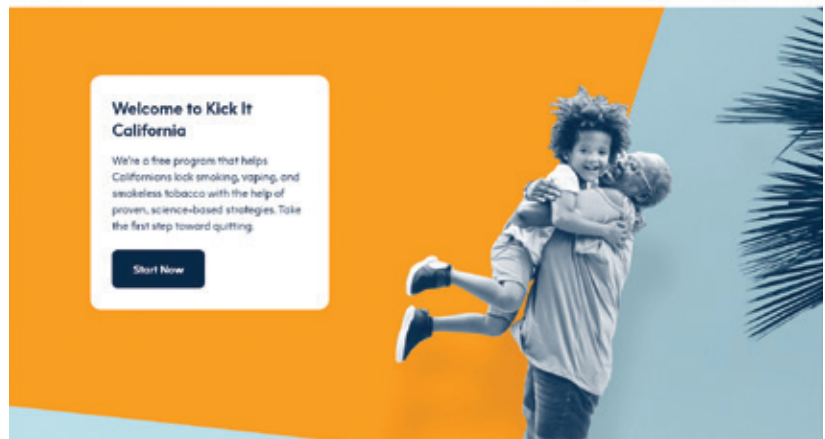 Welcome to Kick It
California
We're a free program that helps
Californians kick smoking, vaping, and
smokeless tobacco with the help of
proven, science-based strategies. Take
the first step toward quitting.
Start Now